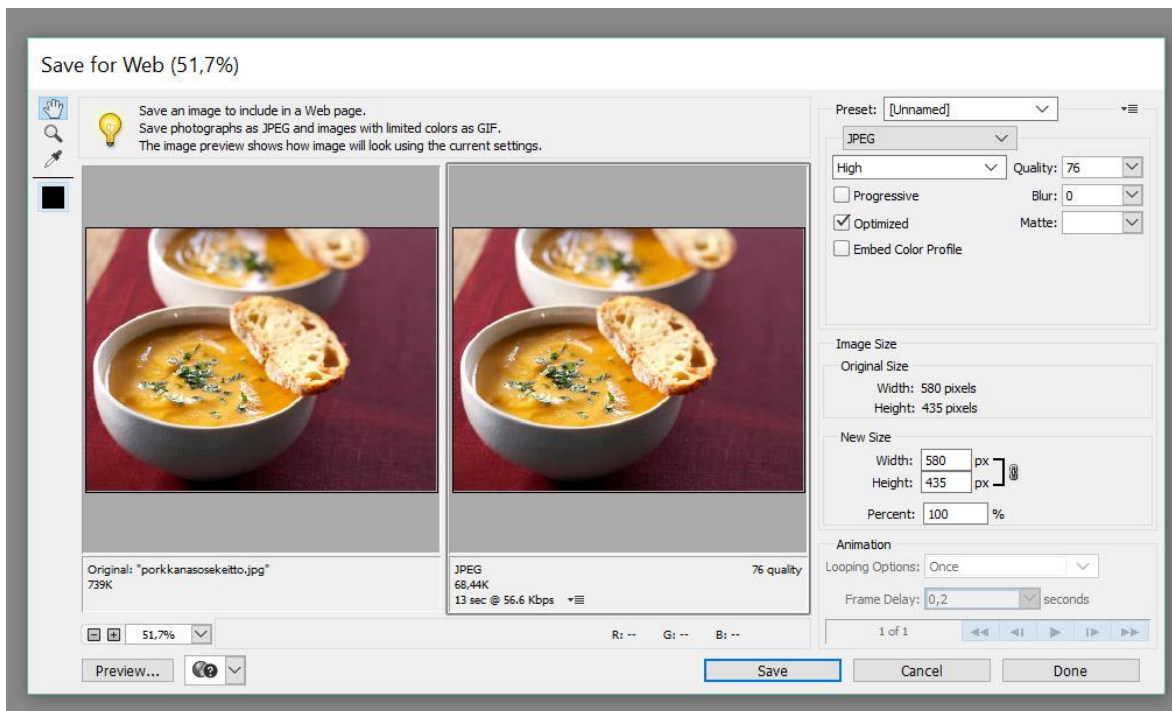 Save for Web (51,7%)
Save an image to include in a Web page.
Save photographs as JPEG and images with limited colors as GIF.
The image preview shows how image will look using the current settings.
Original: "porkkanasosekeitto.jpg"
739K
JPEG
76 quality
68,44K
13 sec @ 56.6 Kbps
51,7%
R: --
G: --
B: --
Preview...
Save
Cancel
Done
Preset: [Unnamed]
JPEG
High
Quality: 76
Progressive
Blur: 0
Optimized
Matte:
Embed Color Profile
Image Size
Original Size
Width: 580 pixels
Height: 435 pixels
New Size
Width: 580 px
Height: 435 px
Percent: 100 %
Animation
Looping Options: Once
Frame Delay: 0,2 seconds
1 of 1